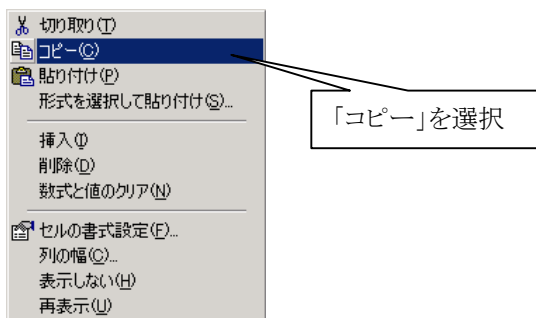 切り取り(T)
コピー(C)
貼り付け(P)
形式を選択して貼り付け(S)...
挿入(I)
削除(D)
数式と値のクリア(N)
セルの書式設定(F)...
列の幅(C)...
表示しない(H)
再表示(U)
「コピー」を選択